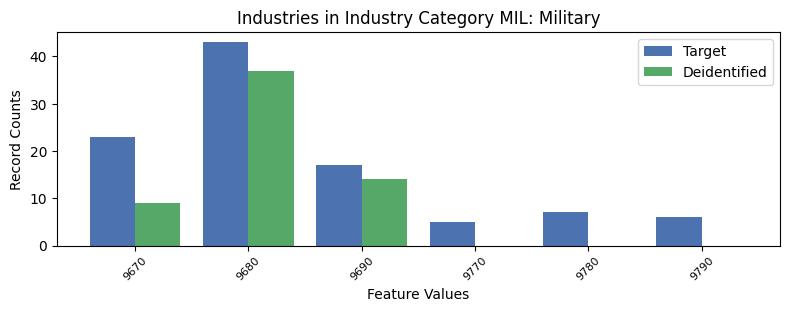 Industries in Industry Category MIL: Military
Target
Deidentified
Record Counts
40
30
20
10
0
9670
9680
9690
9770
9780
9790
Feature Values